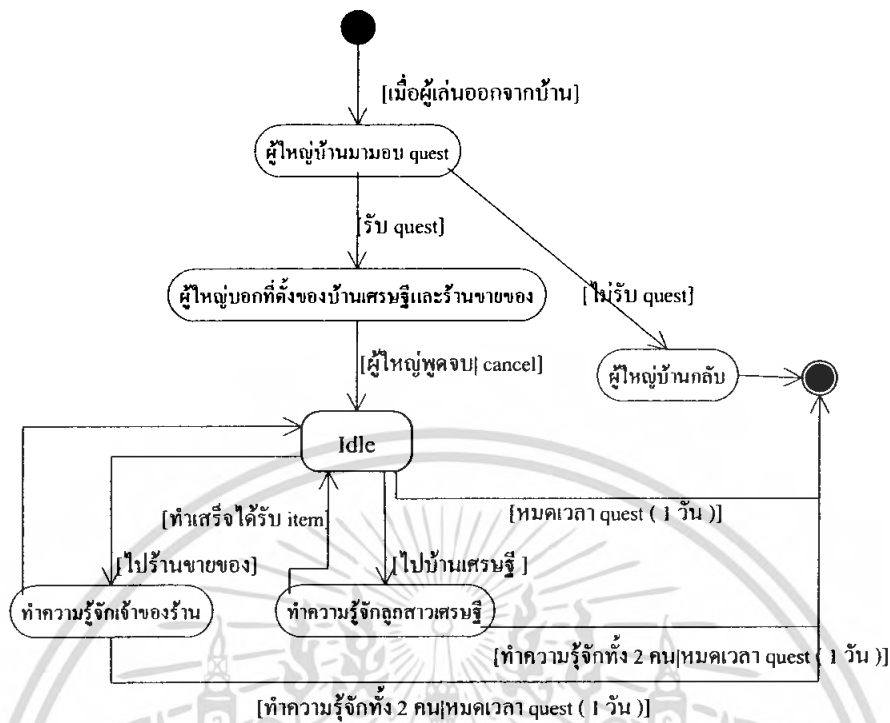 [เมื่อผู้เล่นออกจากบ้าน]
ผู้ใหญ่บ้านมามอบ quest
[รับ quest]
ผู้ใหญ่บอกที่ตั้งของบ้านเศรษฐีและร้านขายของ
[ไม่รับ quest]
[ผู้ใหญ่พูดจบ| cancel]
ผู้ใหญ่บ้านกลับ
Idle
[ทำเสร็จได้รับ item]
[หมดเวลา quest ( 1 วัน )]
[ไปร้านขายของ]
[ไปบ้านเศรษฐี ]
ทำความรู้จักเจ้าของร้าน
ทำความรู้จักลูกสาวเศรษฐี
[ทำความรู้จักทั้ง 2 คน|หมดเวลา quest ( 1 วัน )]
[ทำความรู้จักทั้ง 2 คน|หมดเวลา quest ( 1 วัน )]